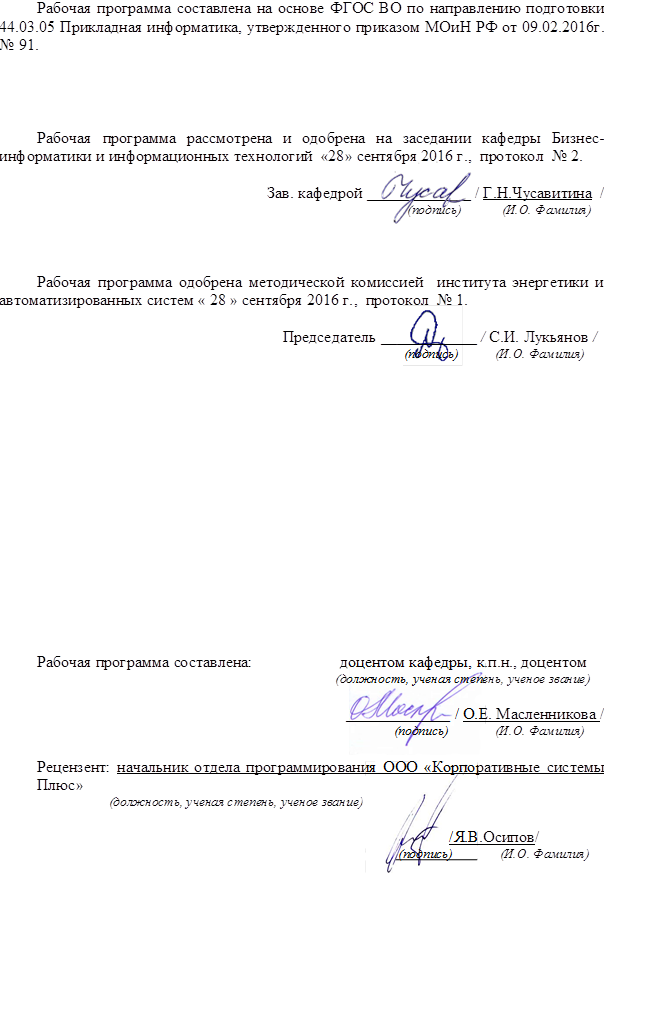 Рабочая программа составлена на основе ФГОС ВО по направлению подготовки
44.03.05 Прикладная информатика, утвержденного приказом МОиН РФ от 09.02.2016г.
№ 91.
Рабочая программа рассмотрена и одобрена на заседании кафедры Бизнес-
информатики и информационных технологий «28» сентября 2016 г., протокол № 2.
Зав. кафедрой ____________ / Г.Н.Чусавитина /
(подпись) (И.О. Фамилия)
Рабочая программа одобрена методической комиссией института энергетики и
автоматизированных систем « 28 » сентября 2016 г., протокол № 1.
Председатель ____________ / С.И. Лукьянов /
(подпись) (И.О. Фамилия)
Рабочая программа составлена: доцентом кафедры, к.п.н., доцентом
(должность, ученая степень, ученое звание)
____________ / О.Е. Масленникова /
(подпись) (И.О. Фамилия)
Рецензент: начальник отдела программирования ООО «Корпоративные системы
Плюс»
(должность, ученая степень, ученое звание)
/Я.В.Осипов/
(подпись) (И.О. Фамилия)